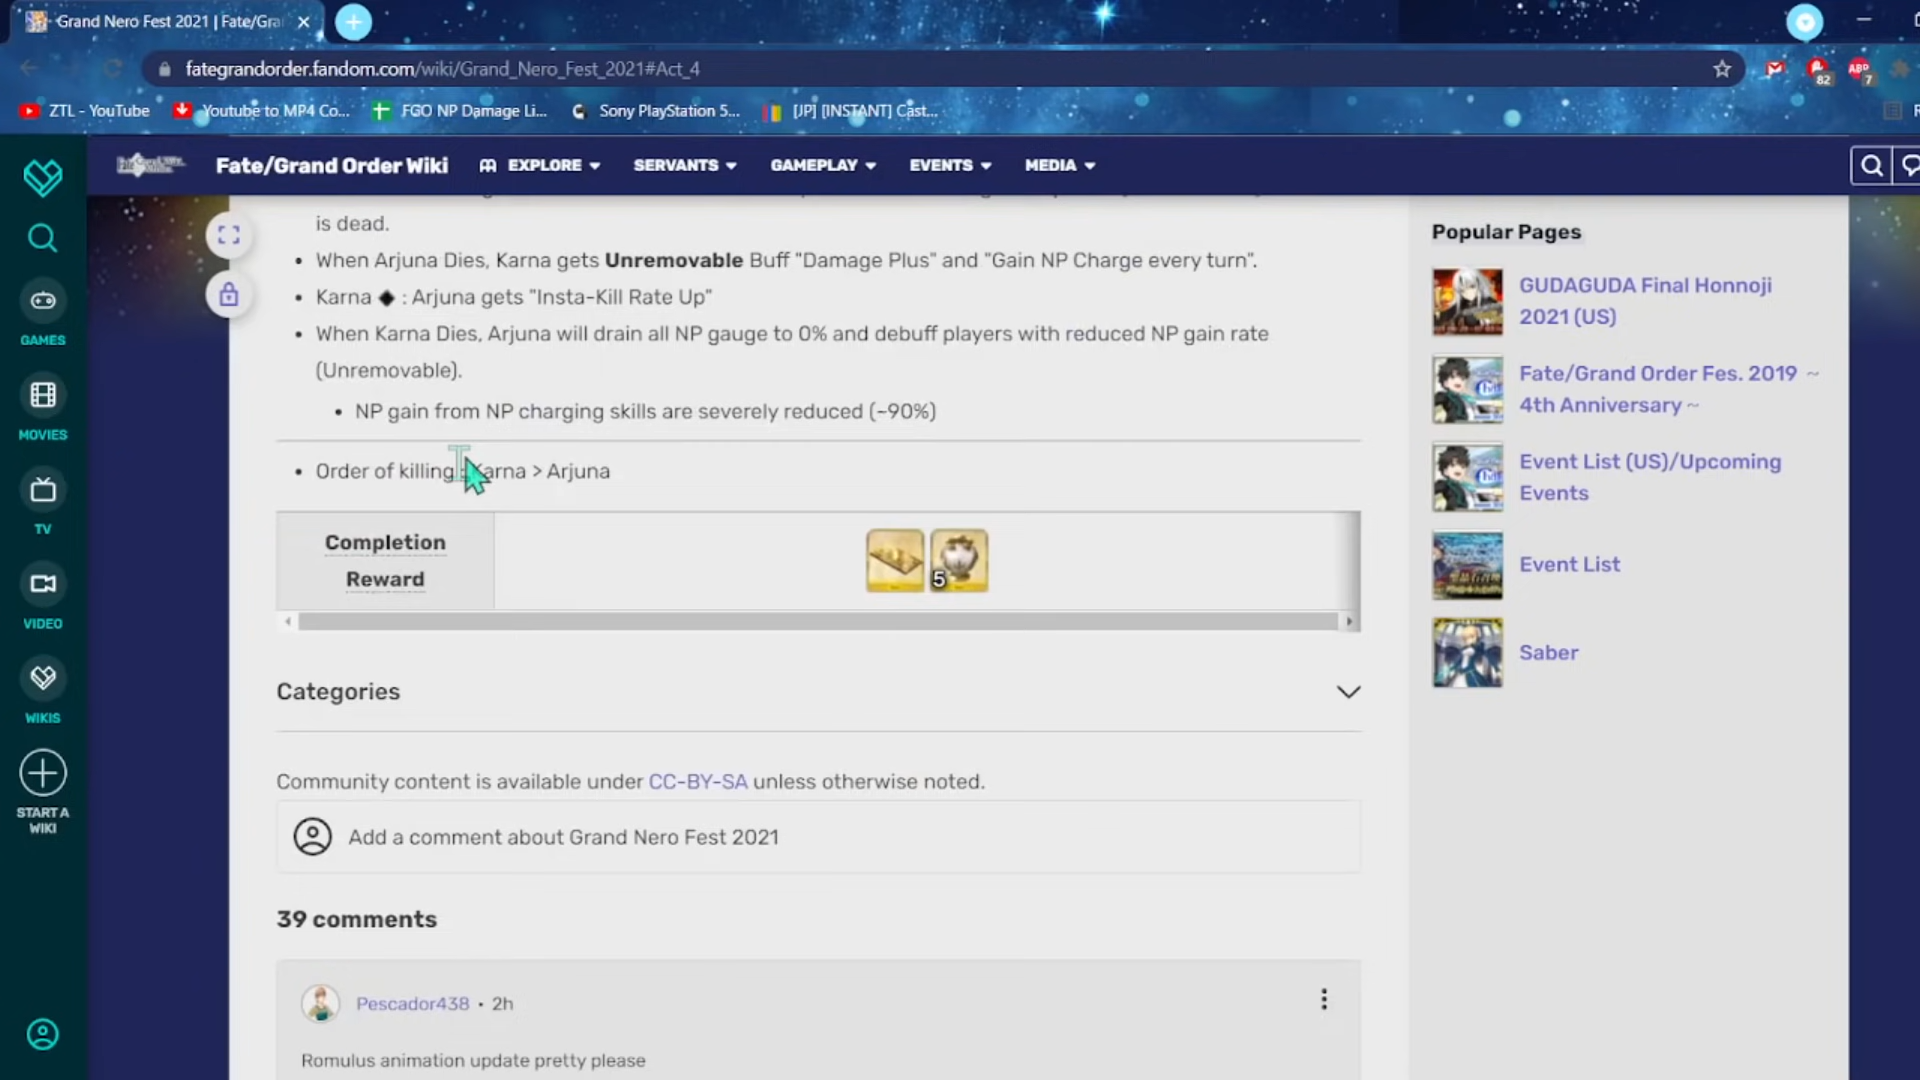 Grand Nero Fest 2021 | Fate/Gra
fategrandorder.fandom.com/wiki/Grand_Nero_Fest_2021#Act_4
82
ABP
7
ZTL - YouTube
Youtube to MP4 Co...
FGO NP Damage Li...
Sony PlayStation 5...
[JP] [INSTANT] Cast...
R
Fate/Grand Order Wiki
EXPLORE
SERVANTS
GAMEPLAY
EVENTS
MEDIA
GAMES
MOVIES
TV
VIDEO
WIKIS
START A
WIKI
is dead.
• When Arjuna Dies, Karna gets Unremovable Buff "Damage Plus" and "Gain NP Charge every turn".
• Karna ◆ : Arjuna gets "Insta-Kill Rate Up"
• When Karna Dies, Arjuna will drain all NP gauge to 0% and debuff players with reduced NP gain rate
(Unremovable).
• NP gain from NP charging skills are severely reduced (~90%)
• Order of killing : Karna > Arjuna
Completion
Reward
5
Categories
Community content is available under CC-BY-SA unless otherwise noted.
Add a comment about Grand Nero Fest 2021
39 comments
Pescador438 • 2h
Romulus animation update pretty please
Popular Pages
GUDAGUDA Final Honnoji
2021 (US)
Fate/Grand Order Fes. 2019 ~
4th Anniversary ~
Event List (US)/Upcoming
Events
Event List
Saber